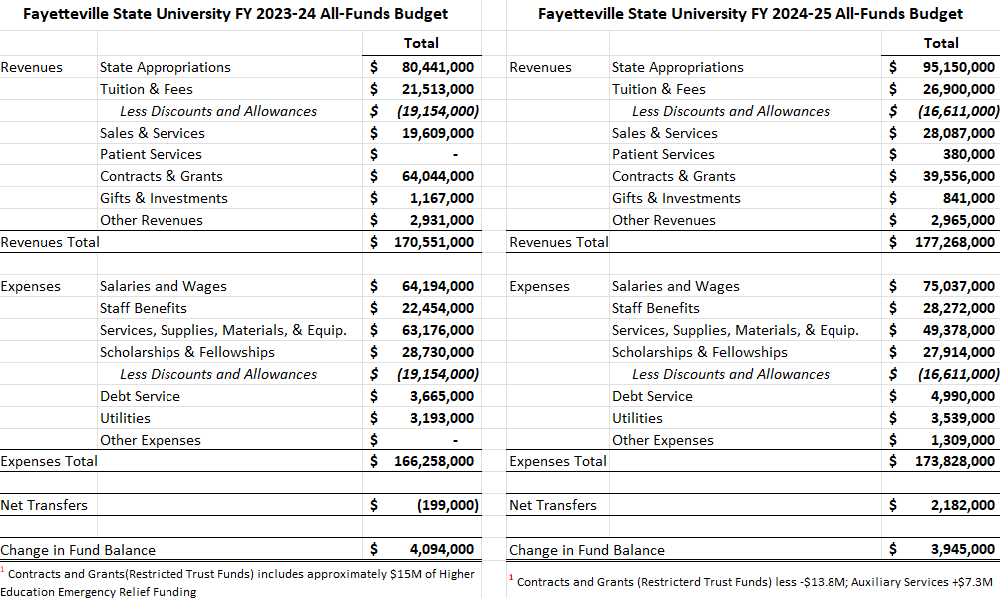 Fayetteville State University FY 2023-24 All-Funds Budget
Total
Revenues State Appropriations $ 80,441,000
Tuition & Fees $ 21,513,000
Less Discounts and Allowances $ (19,154,000)
Sales & Services $ 19,609,000
Patient Services $ -
Contracts & Grants $ 64,044,000
Gifts & Investments $ 1,167,000
Other Revenues $ 2,931,000
Revenues Total $ 170,551,000
Expenses Salaries and Wages $ 64,194,000
Staff Benefits $ 22,454,000
Services, Supplies, Materials, & Equip. $ 63,176,000
Scholarships & Fellowships $ 28,730,000
Less Discounts and Allowances $ (19,154,000)
Debt Service $ 3,665,000
Utilities $ 3,193,000
Other Expenses $ -
Expenses Total $ 166,258,000
Net Transfers $ (199,000)
Change in Fund Balance $ 4,094,000
1 Contracts and Grants(Restricted Trust Funds) includes approximately $15M of Higher
Education Emergency Relief Funding
Fayetteville State University FY 2024-25 All-Funds Budget
Total
Revenues State Appropriations $ 95,150,000
Tuition & Fees $ 26,900,000
Less Discounts and Allowances $ (16,611,000)
Sales & Services $ 28,087,000
Patient Services $ 380,000
Contracts & Grants $ 39,556,000
Gifts & Investments $ 841,000
Other Revenues $ 2,965,000
Revenues Total $ 177,268,000
Expenses Salaries and Wages $ 75,037,000
Staff Benefits $ 28,272,000
Services, Supplies, Materials, & Equip. $ 49,378,000
Scholarships & Fellowships $ 27,914,000
Less Discounts and Allowances $ (16,611,000)
Debt Service $ 4,990,000
Utilities $ 3,539,000
Other Expenses $ 1,309,000
Expenses Total $ 173,828,000
Net Transfers $ 2,182,000
Change in Fund Balance $ 3,945,000
1 Contracts and Grants (Restricterd Trust Funds) less -$13.8M; Auxiliary Services +$7.3M